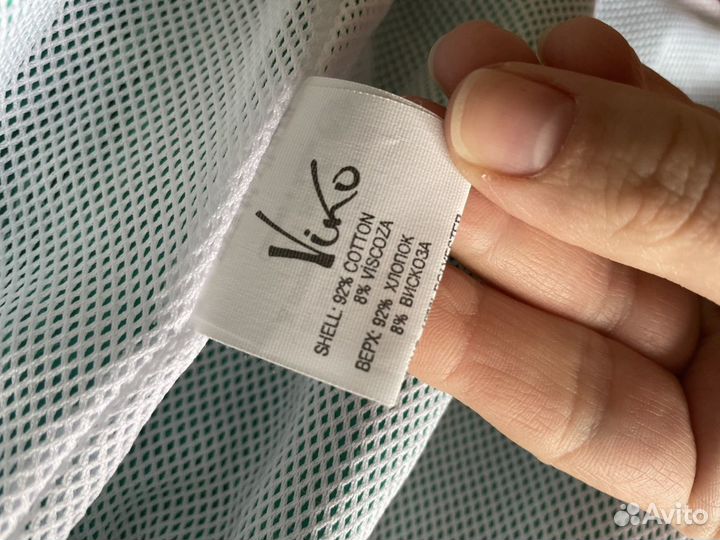 Viko
SHELL: 92% COTTON
8% VISCOZA
ВЕРХ: 92% ХЛОПОК
8% ВИСКОЗА
Avito